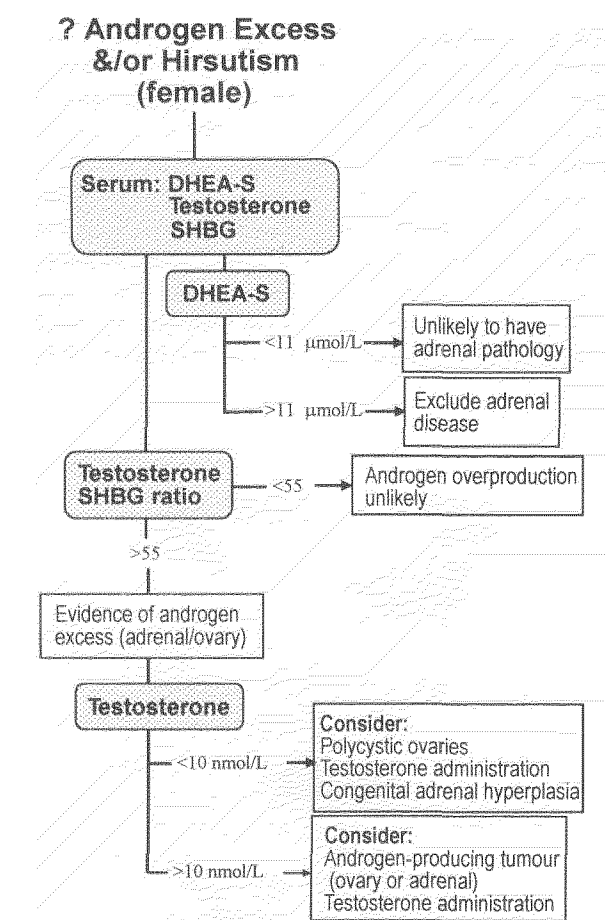 ? Androgen Excess
&/or Hirsutism
(female)
Serum: DHEA-S
Testosterone
SHBG
DHEA-S
<11 μmol/L
Unlikely to have
adrenal pathology
>11 μmol/L
Exclude adrenal
disease
Testosterone
SHBG ratio
<55
Androgen overproduction
unlikely
>55
Evidence of androgen
excess (adrenal/ovary)
Testosterone
<10 nmol/L
Consider:
Polycystic ovaries
Testosterone administration
Congenital adrenal hyperplasia
>10 nmol/L
Consider:
Androgen-producing tumour
(ovary or adrenal)
Testosterone administration